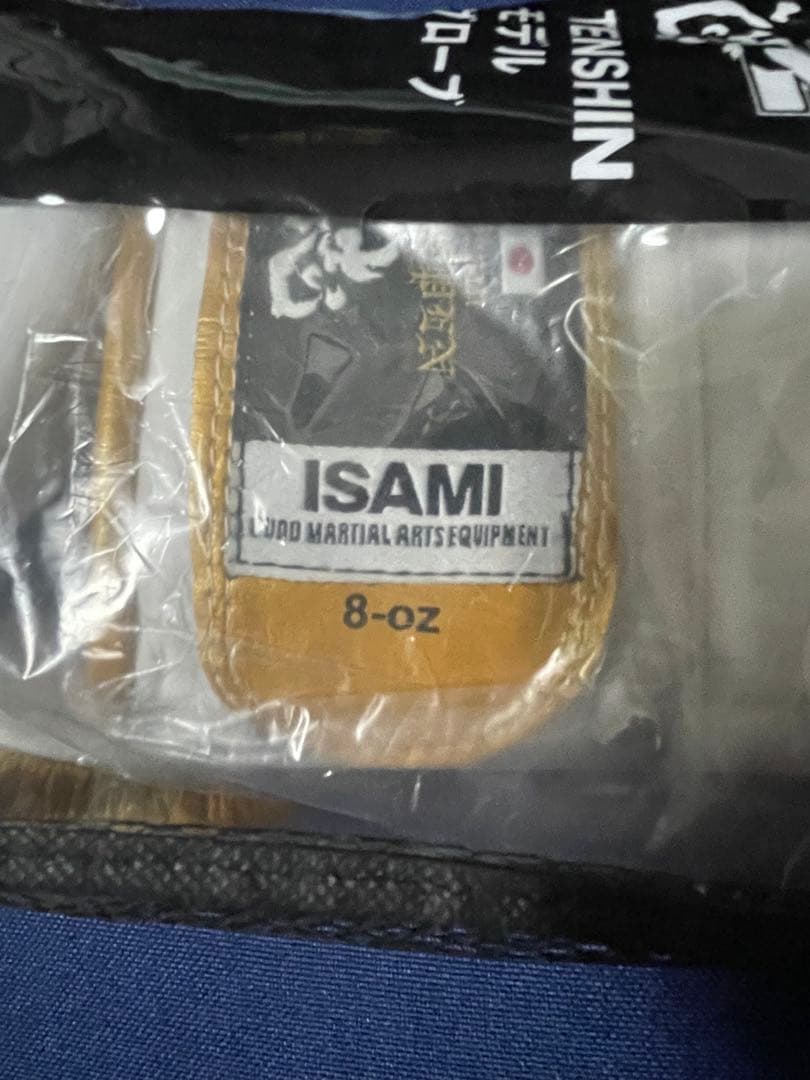 TENSHIN
モデル
グローブ
ISAMI
BUDO MARTIAL ARTS EQUIPMENT
8-oz